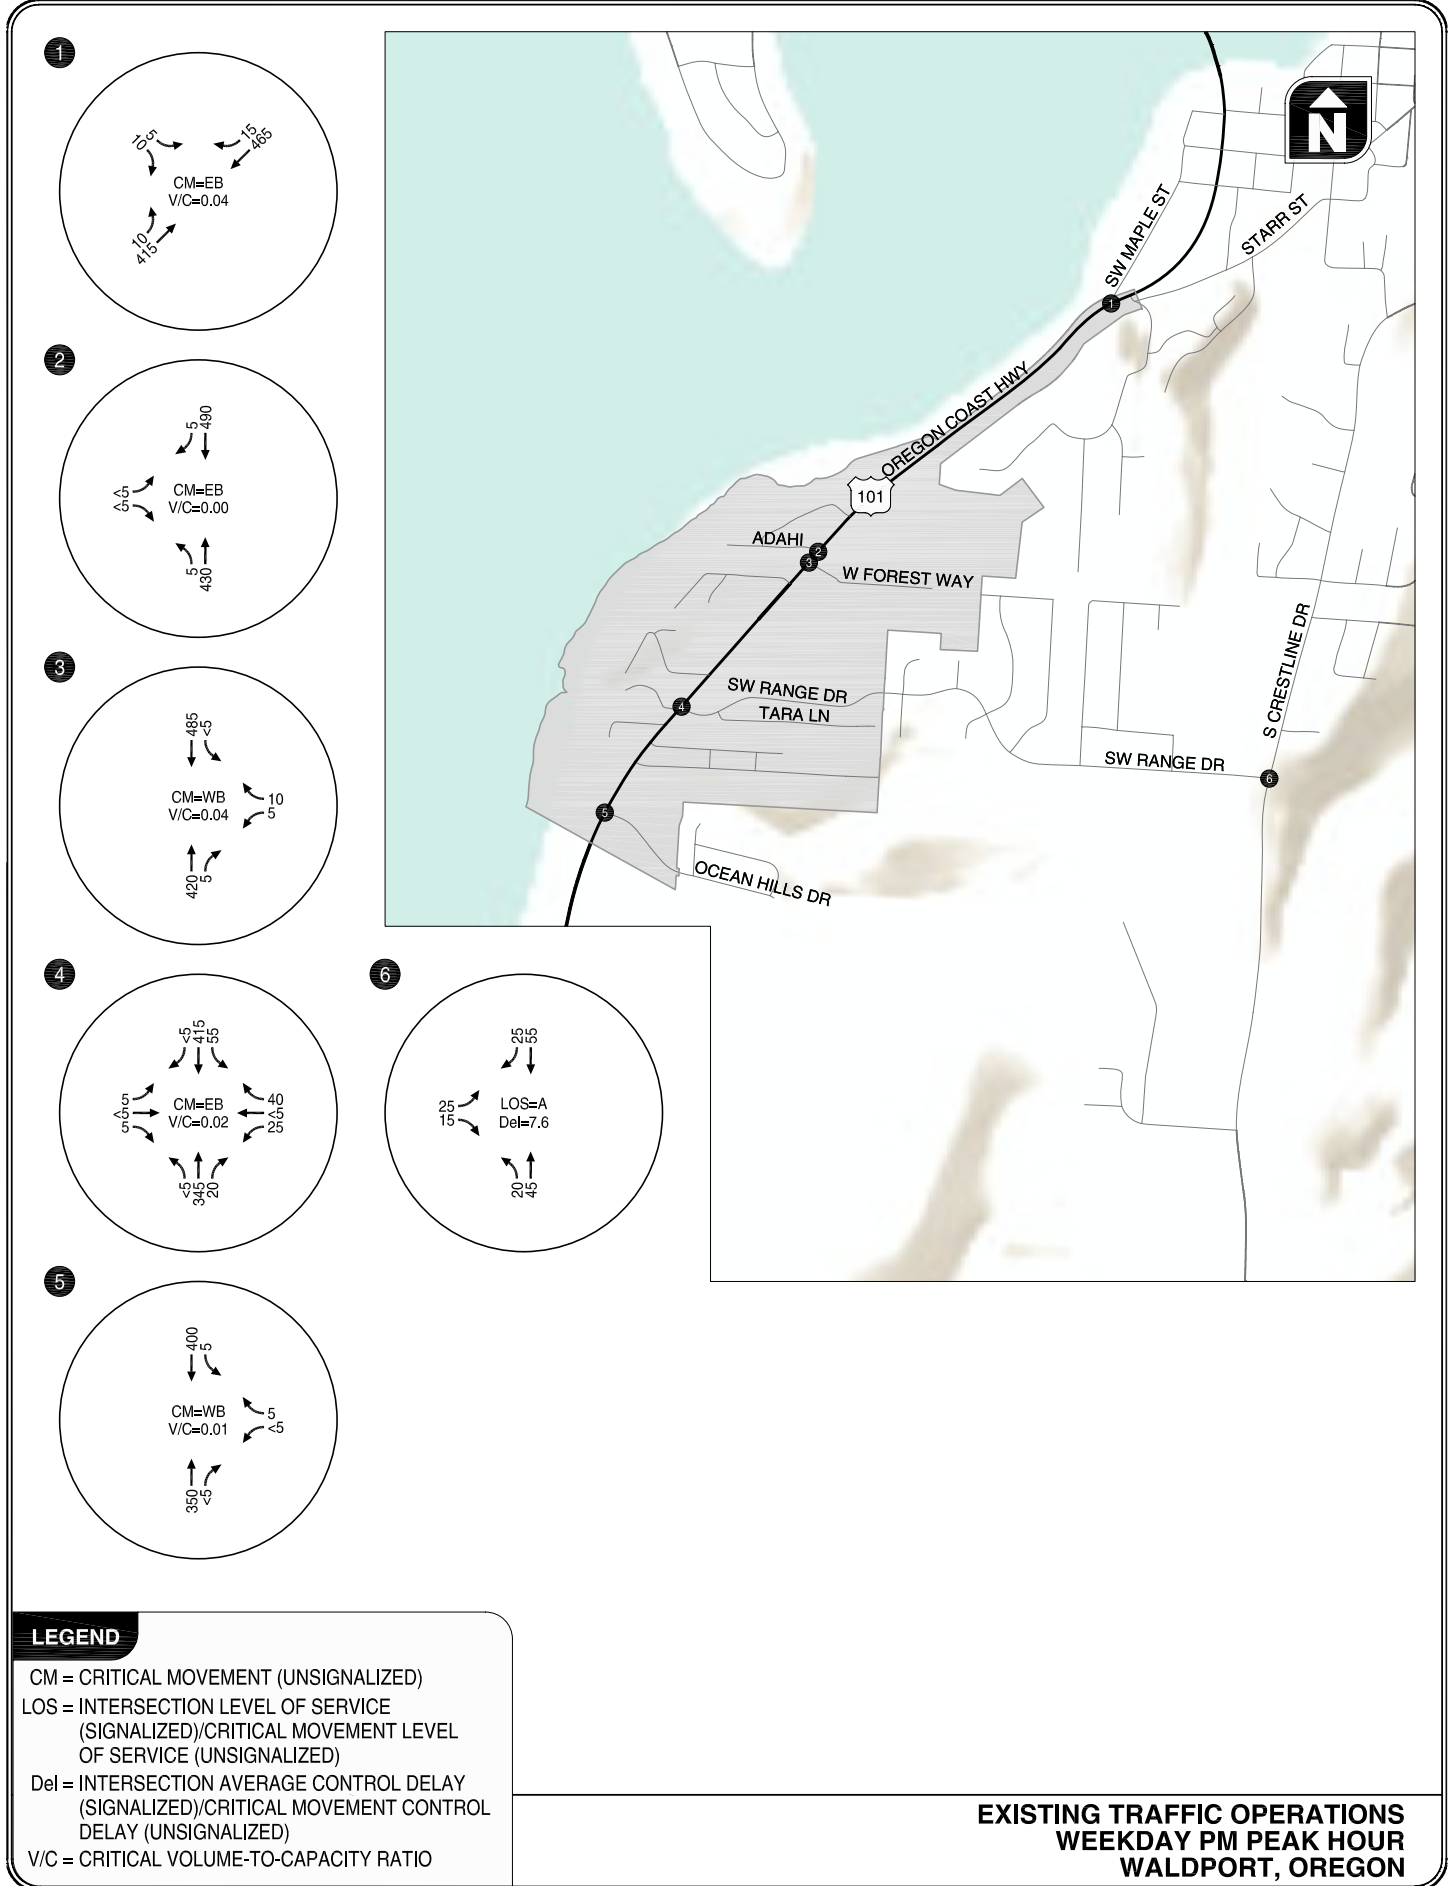 1
5
10
15
465
CM=EB
V/C=0.04
10
415
2
5
490
<5
<5
CM=EB
V/C=0.00
5
430
3
485
<5
CM=WB
V/C=0.04
10
5
420
5
4
<5
415
55
5
<5
5
CM=EB
V/C=0.02
40
<5
25
<5
345
20
5
400
5
CM=WB
V/C=0.01
5
<5
350
<5
6
25
55
25
15
LOS=A
Del=7.6
20
45
N
SW MAPLE ST
STARR ST
1
OREGON COAST HWY
101
ADAHI
2
3
W FOREST WAY
S CRESTLINE DR
SW RANGE DR
4
TARA LN
SW RANGE DR
6
5
OCEAN HILLS DR
LEGEND
CM = CRITICAL MOVEMENT (UNSIGNALIZED)
LOS = INTERSECTION LEVEL OF SERVICE
(SIGNALIZED)/CRITICAL MOVEMENT LEVEL
OF SERVICE (UNSIGNALIZED)
Del = INTERSECTION AVERAGE CONTROL DELAY
(SIGNALIZED)/CRITICAL MOVEMENT CONTROL
DELAY (UNSIGNALIZED)
V/C = CRITICAL VOLUME-TO-CAPACITY RATIO
EXISTING TRAFFIC OPERATIONS
WEEKDAY PM PEAK HOUR
WALDPORT, OREGON